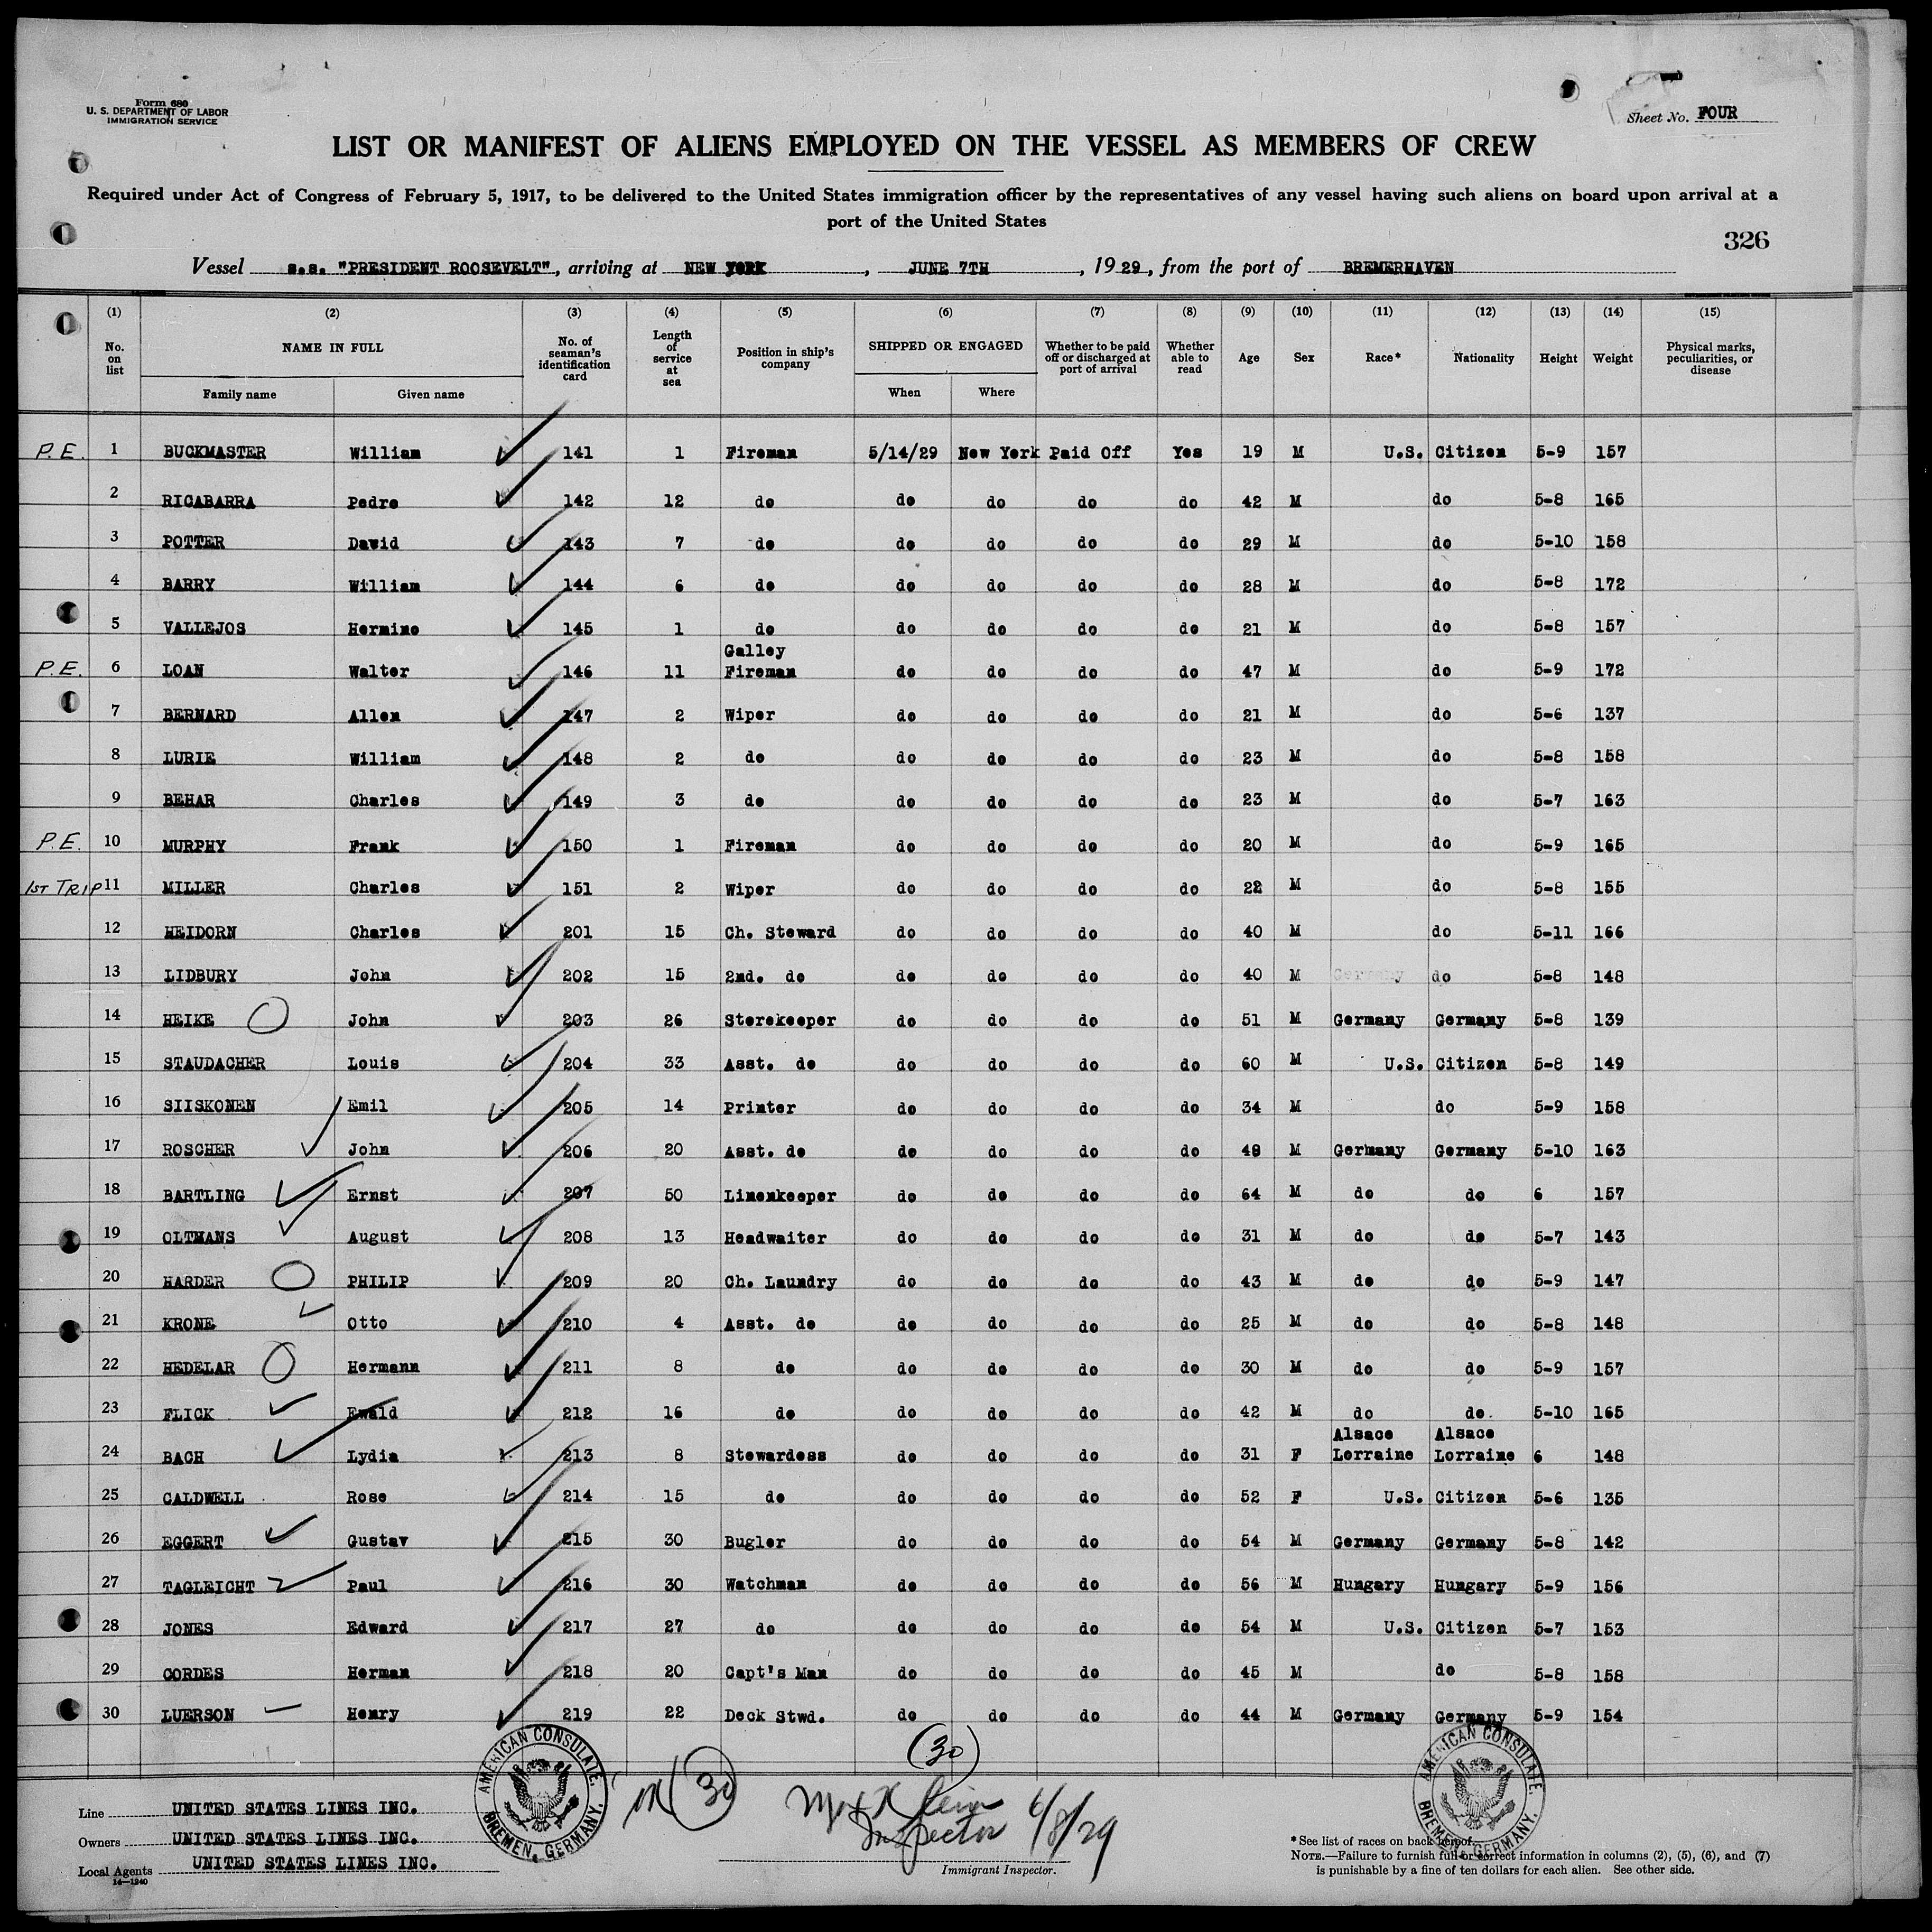 Form 680
U. S. DEPARTMENT OF LABOR
IMMIGRATION SERVICE
Sheet No. FOUR
LIST OR MANIFEST OF ALIENS EMPLOYED ON THE VESSEL AS MEMBERS OF CREW
Required under Act of Congress of February 5, 1917, to be delivered to the United States immigration officer by the representatives of any vessel having such aliens on board upon arrival at a
port of the United States
326
Vessel s.s. "PRESIDENT ROOSEVELT", arriving at NEW YORK, JUNE 7TH, 1929, from the port of BREMERHAVEN
(1) (2) (3) (4) (5) (6) (7) (8) (9) (10) (11) (12) (13) (14) (15)
No. on list NAME IN FULL Family name Given name No. of seaman's identification card Length of service at sea Position in ship's company SHIPPED OR ENGAGED When Where Whether to be paid off or discharged at port of arrival Whether able to read Age Sex Race* Nationality Height Weight Physical marks, peculiarities, or disease
P.E. 1 BUCKMASTER William 141 1 Fireman 5/14/29 New York Paid Off Yes 19 M U.S. Citizen 5-9 157
2 RICABARRA Pedro 142 12 do do do do do 42 M do 5-8 165
3 POTTER David 143 7 do do do do do 29 M do 5-10 158
4 BARRY William 144 6 do do do do do 28 M do 5-8 172
5 VALLEJOS Hermino 145 1 do do do do do 21 M do 5-8 157
P.E. 6 LOAN Walter 146 11 Galley Fireman do do do do 47 M do 5-9 172
7 BERNARD Allen 147 2 Wiper do do do do 21 M do 5-6 137
8 LURIE William 148 2 do do do do do 23 M do 5-8 158
9 BEHAR Charles 149 3 do do do do do 23 M do 5-7 163
P.E. 10 MURPHY Frank 150 1 Fireman do do do do 20 M do 5-9 165
1ST TRIP 11 MILLER Charles 151 2 Wiper do do do do 22 M do 5-8 155
12 HEIDORN Charles 201 15 Ch. Steward do do do do 40 M do 5-11 166
13 LIDBURY John 202 15 2nd. do do do do do 40 M Germany do 5-8 148
14 HEIKE John 203 26 Storekeeper do do do do 51 M Germany Germany 5-8 139
15 STAUDACHER Louis 204 33 Asst. do do do do do 60 M U.S. Citizen 5-8 149
16 SIISKONEN Emil 205 14 Printer do do do do 34 M do 5-9 158
17 ROSCHER John 206 20 Asst. do do do do do 48 M Germany Germany 5-10 163
18 BARTLING Ernst 207 50 Linenkeeper do do do do 64 M do do 6 157
19 OLTMANS August 208 13 Headwaiter do do do do 31 M do do 5-7 143
20 HARDER PHILIP 209 20 Ch. Laundry do do do do 43 M do do 5-9 147
21 KRONE Otto 210 4 Asst. do do do do do 25 M do do 5-8 148
22 HEDELAR Hermann 211 8 do do do do do 30 M do do 5-9 157
23 FLICK Ewald 212 16 do do do do do 42 M do do. 5-10 165
24 BACH Lydia 213 8 Stewardess do do do do 31 F Alsace Lorraine Alsace Lorraine 6 148
25 CALDWELL Rose 214 15 do do do do do 52 F U.S. Citizen 5-6 135
26 EGGERT Gustav 215 30 Bugler do do do do 54 M Germany Germany 5-8 142
27 TAGLEICHT Paul 216 30 Watchman do do do do 56 M Hungary Hungary 5-9 156
28 JONES Edward 217 27 do do do do do 54 M U.S. Citizen 5-7 153
29 CORDES Herman 218 20 Capt's Man do do do do 45 M do 5-8 158
30 LUERSON Henry 219 22 Deck Stwd. do do do do 44 M Germany Germany 5-9 154
(30)
30
Inspector 6/8/29
AMERICAN CONSULATE, BREMEN, GERMANY.
AMERICAN CONSULATE, BREMEN, GERMANY.
Line UNITED STATES LINES INC.
Owners UNITED STATES LINES INC.
Local Agents UNITED STATES LINES INC.
14—1240
Immigrant Inspector.
* See list of races on back hereof.
NOTE.—Failure to furnish full or correct information in columns (2), (5), (6), and (7)
is punishable by a fine of ten dollars for each alien. See other side.